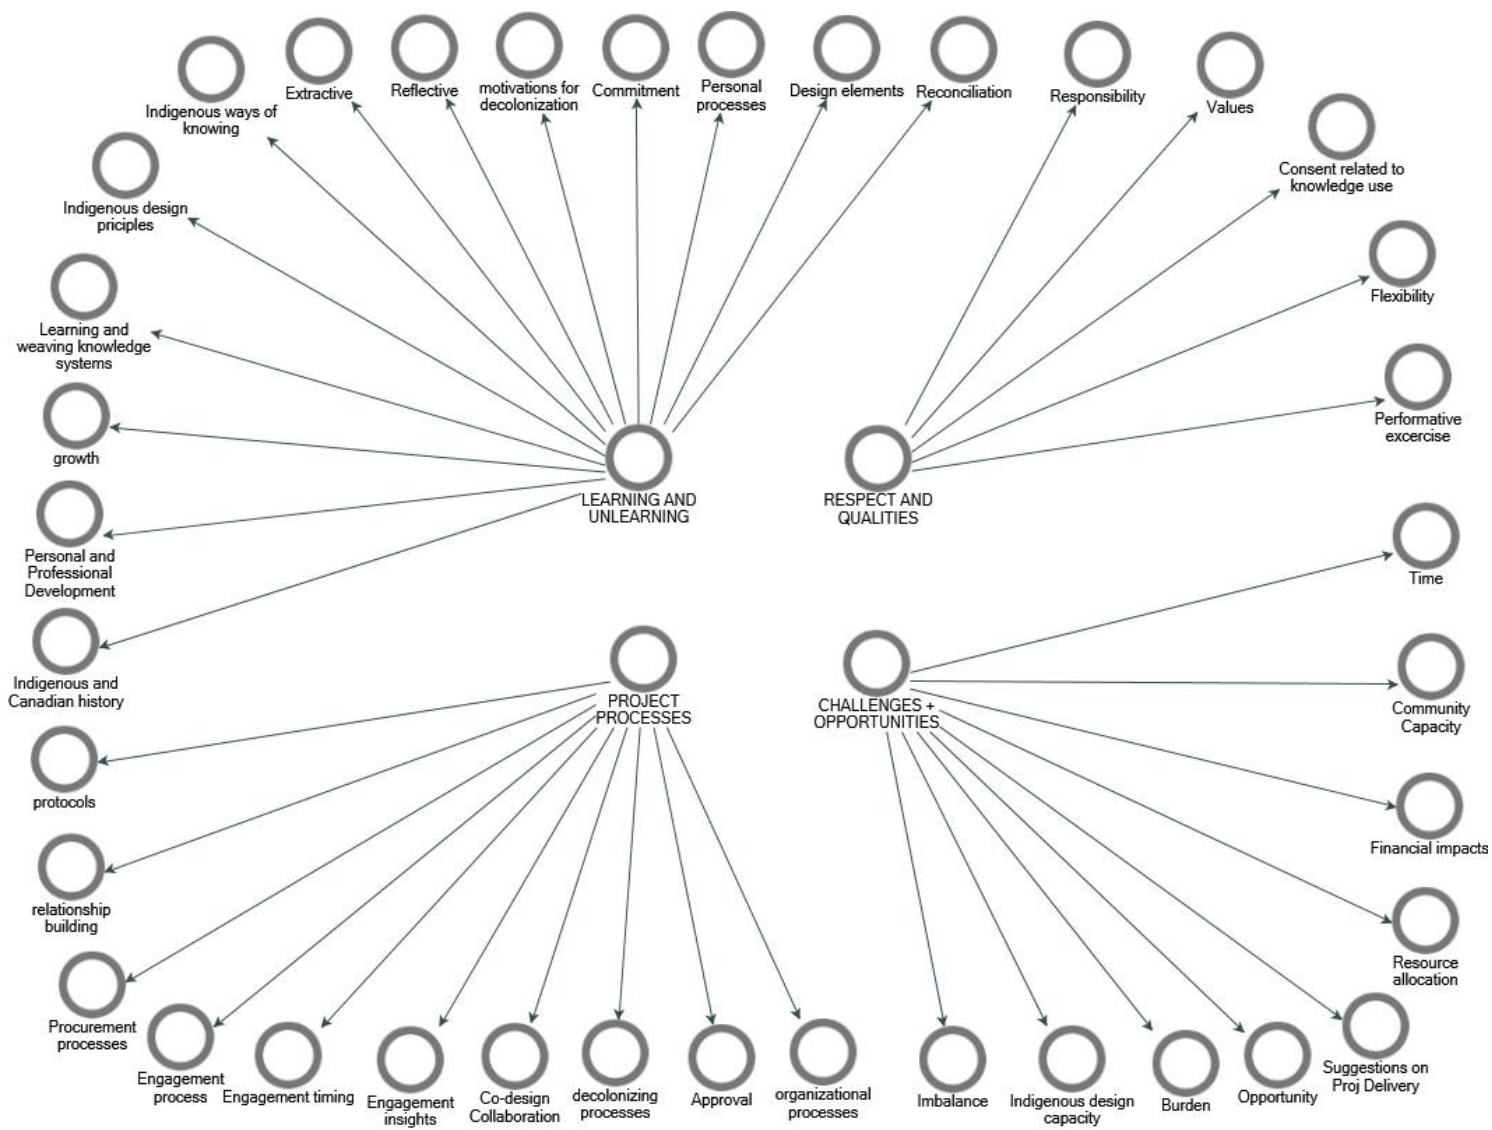 Indigenous ways of
knowing
Extractive
Reflective
motivations for
decolonization
Commitment
Personal
processes
Design elements
Reconciliation
Responsibility
Values
Consent related to
knowledge use
Indigenous design
priciples
Flexibility
Learning and
weaving knowledge
systems
Performative
excercise
growth
LEARNING AND
UNLEARNING
RESPECT AND
QUALITIES
Personal and
Professional
Development
Time
Indigenous and
Canadian history
PROJECT
PROCESSES
CHALLENGES +
OPPORTUNITIES
Community
Capacity
protocols
Financial impacts
relationship
building
Resource
allocation
Procurement
processes
Engagement
process
Engagement timing
Engagement
insights
Co-design
Collaboration
decolonizing
processes
Approval
organizational
processes
Imbalance
Indigenous design
capacity
Burden
Opportunity
Suggestions on
Proj Delivery